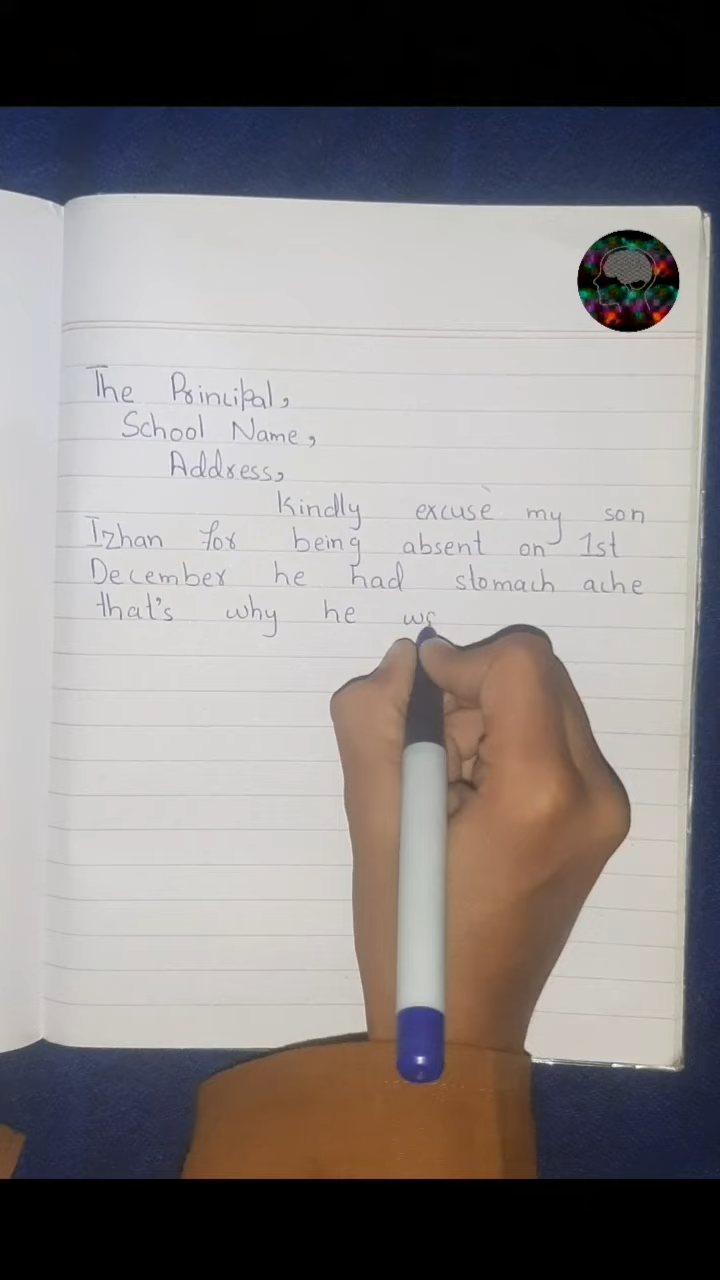 The Principal,
School Name,
Address,
Kindly excuse my son
Izhan for being absent on 1st
December he had stomach ache
that's why he